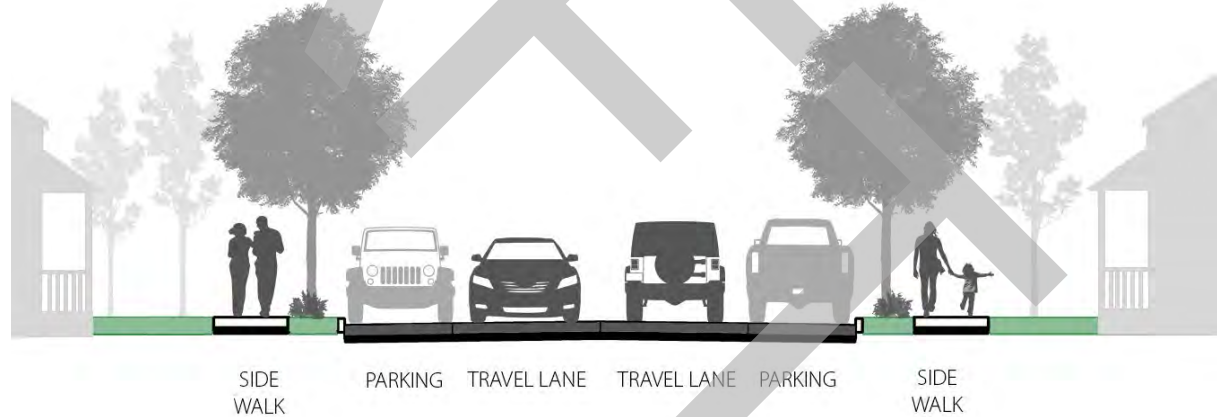 SIDE
WALK
PARKING
TRAVEL LANE
TRAVEL LANE
PARKING
SIDE
WALK